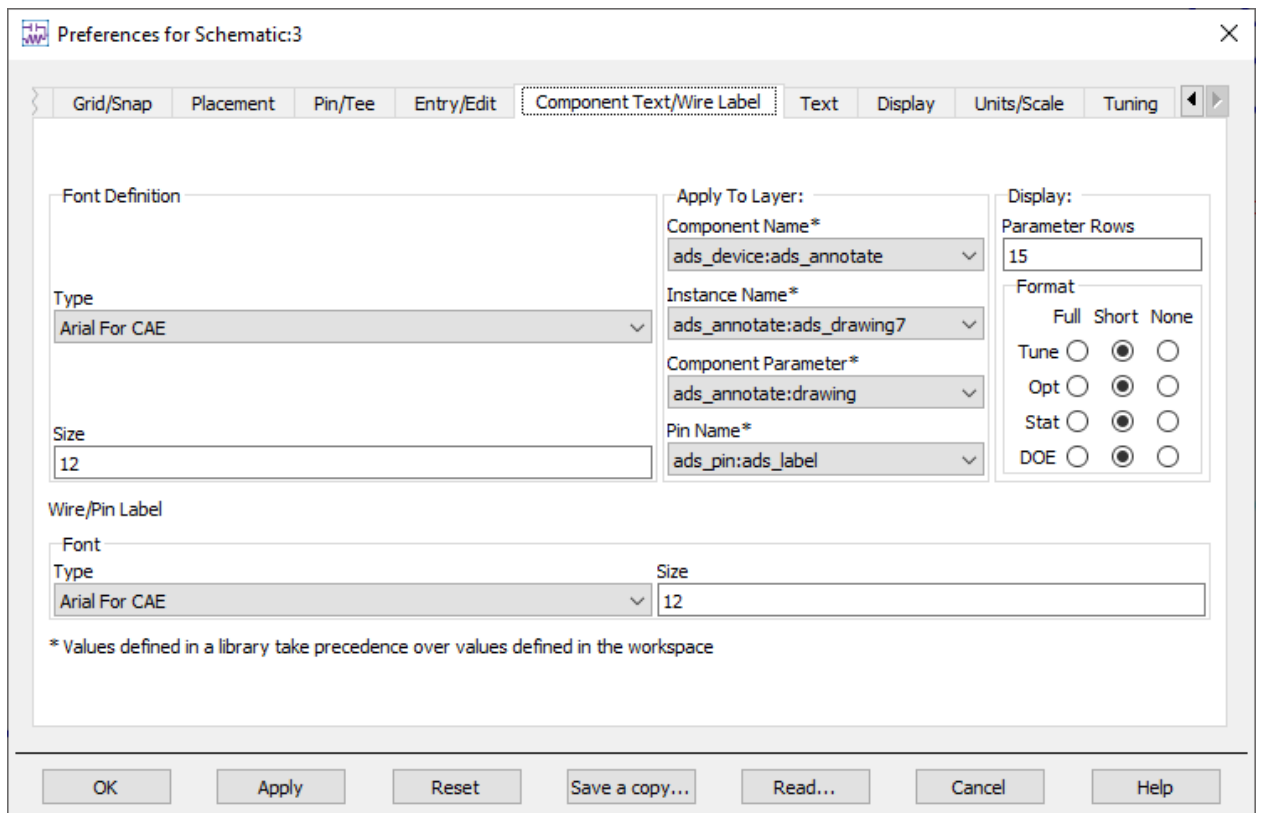 Preferences for Schematic:3
Grid/Snap Placement Pin/Tee Entry/Edit Component Text/Wire Label Text Display Units/Scale Tuning
Font Definition
Type
Arial For CAE
Size
12
Apply To Layer:
Component Name*
ads_device:ads_annotate
Instance Name*
ads_annotate:ads_drawing7
Component Parameter*
ads_annotate:drawing
Pin Name*
ads_pin:ads_label
Display:
Parameter Rows
15
Format
Full Short None
Tune
Opt
Stat
DOE
Wire/Pin Label
Font
Type
Arial For CAE
Size
12
* Values defined in a library take precedence over values defined in the workspace
OK Apply Reset Save a copy... Read... Cancel Help